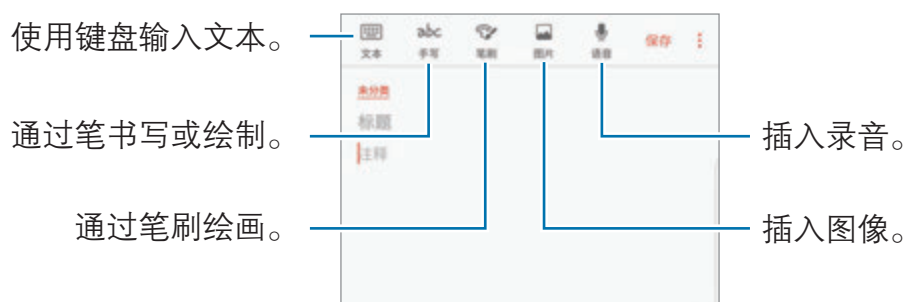 使用键盘输入文本。
文本
abc
手写
笔刷
图片
语音
保存
未分类
标题
注释
通过笔书写或绘制。
通过笔刷绘画。
插入录音。
插入图像。